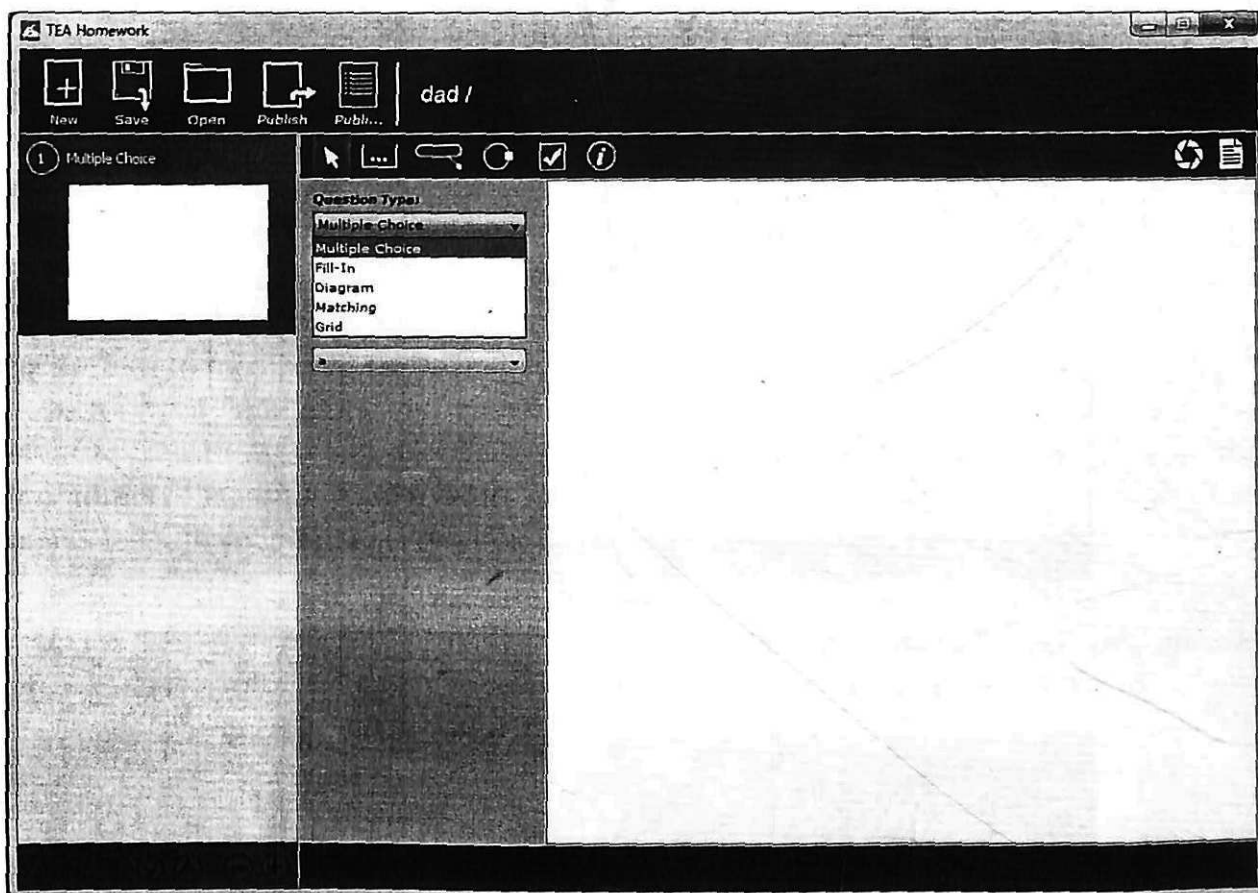 TEA Homework
New
Save
Open
Publish
Publi...
dad /
1 Multiple Choice
Question Type:
Multiple Choice
Multiple Choice
Fill-In
Diagram
Matching
Grid
a